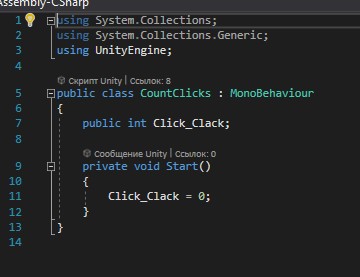 Assembly-CSharp
1 using System.Collections;
2 using System.Collections.Generic;
3 using UnityEngine;
4
Скрипт Unity | Ссылок: 8
5 public class CountClicks : MonoBehaviour
6 {
7 public int Click_Clack;
8
Сообщение Unity | Ссылок: 0
9 private void Start()
10 {
11 Click_Clack = 0;
12 }
13 }
14